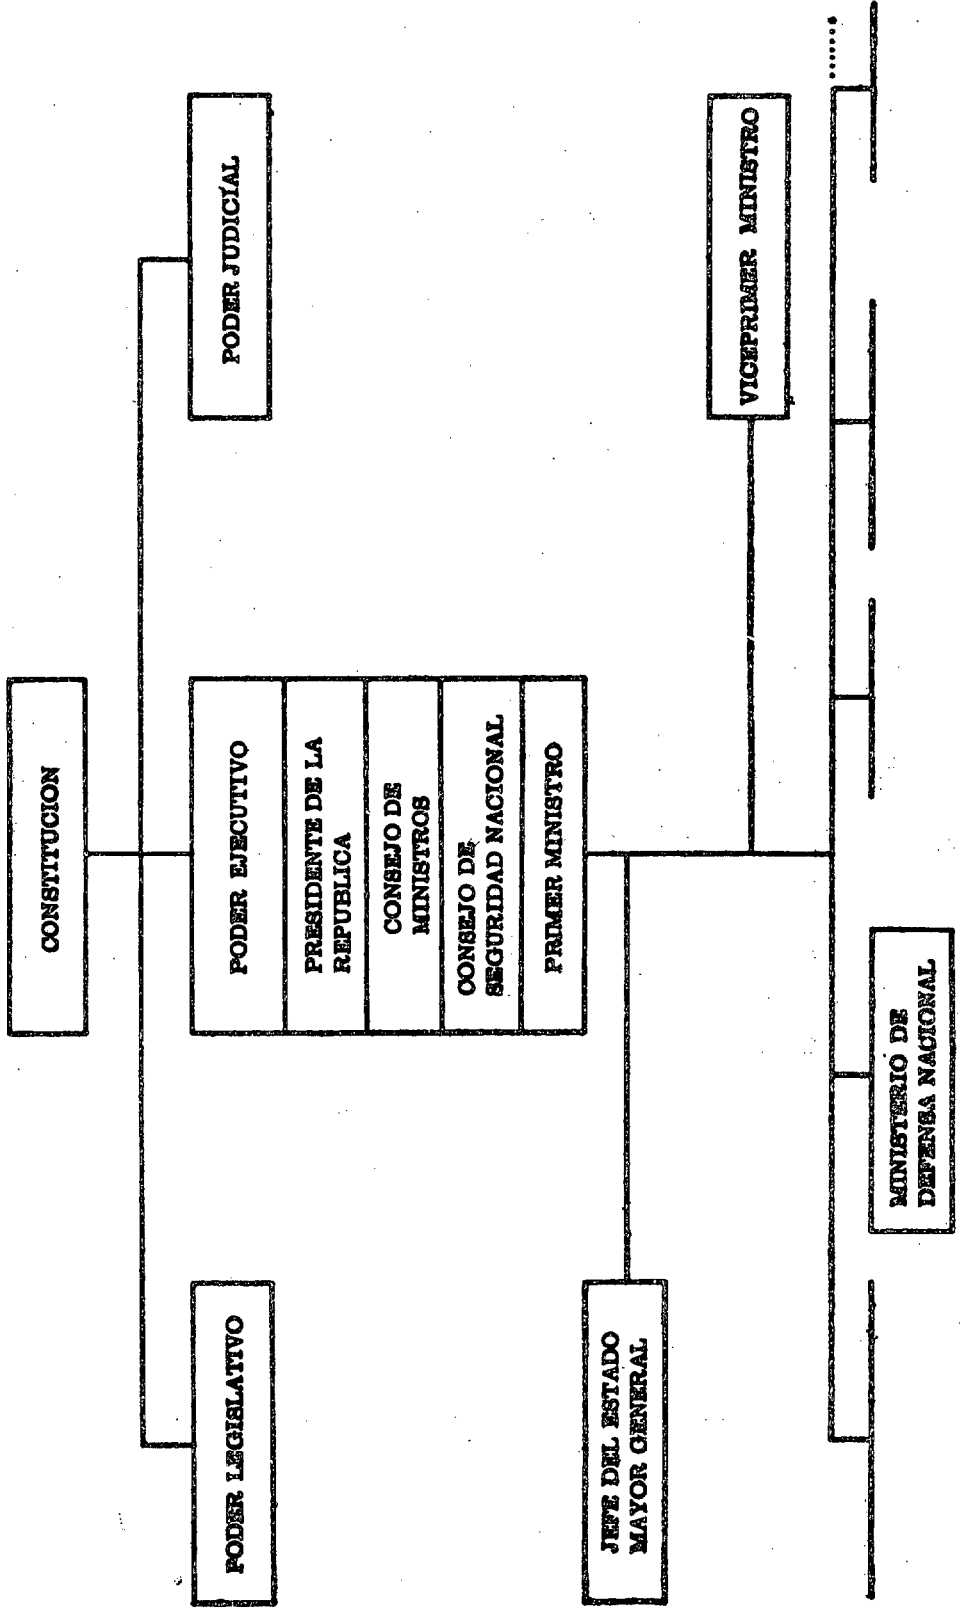 CONSTITUCION
PODER LEGISLATIVO
PODER EJECUTIVO
PRESIDENTE DE LA
REPUBLICA
CONSEJO DE
MINISTROS
CONSEJO DE
SEGURIDAD NACIONAL
PRIMER MINISTRO
PODER JUDICIAL
JEFE DEL ESTADO
MAYOR GENERAL
VICEPRIMER MINISTRO
MINISTERIO DE
DEFENSA NACIONAL